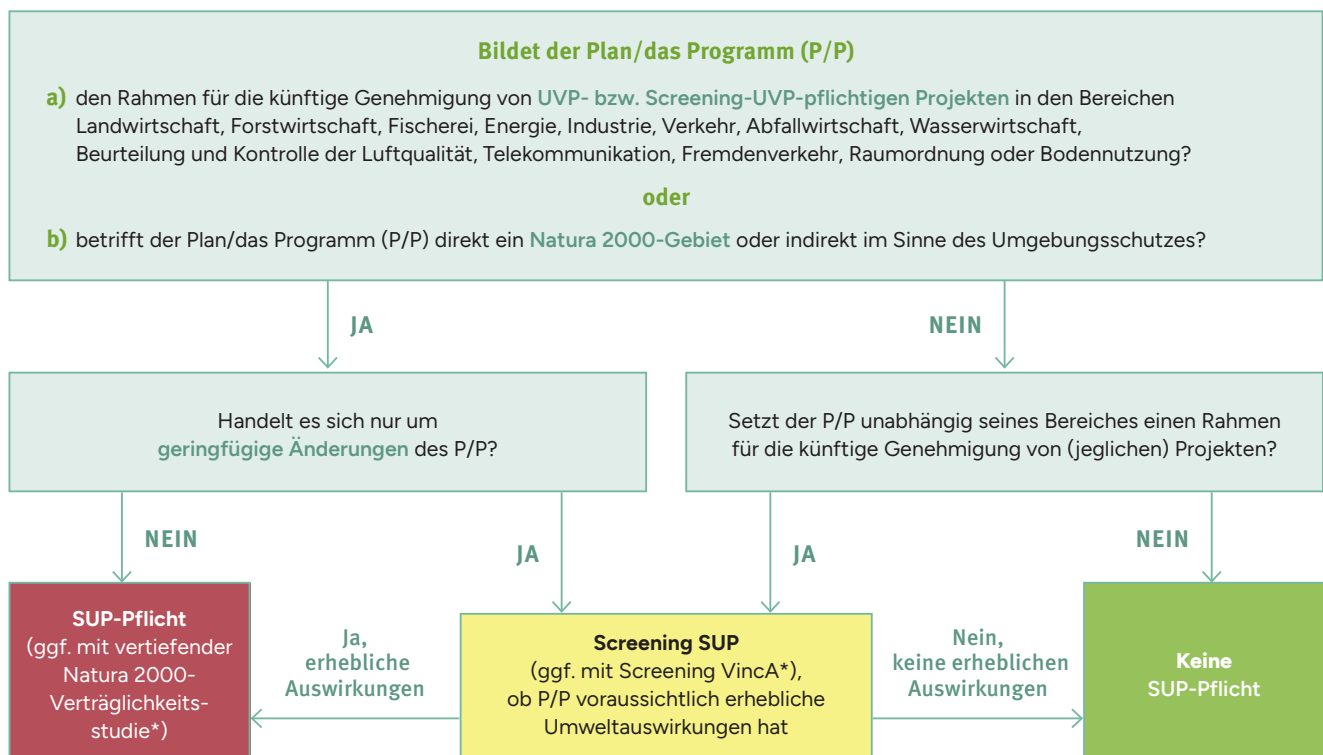 Bildet der Plan/das Programm (P/P)
a) den Rahmen für die künftige Genehmigung von UVP- bzw. Screening-UVP-pflichtigen Projekten in den Bereichen
Landwirtschaft, Forstwirtschaft, Fischerei, Energie, Industrie, Verkehr, Abfallwirtschaft, Wasserwirtschaft,
Beurteilung und Kontrolle der Luftqualität, Telekommunikation, Fremdenverkehr, Raumordnung oder Bodennutzung?
oder
b) betrifft der Plan/das Programm (P/P) direkt ein Natura 2000-Gebiet oder indirekt im Sinne des Umgebungsschutzes?
JA
NEIN
Handelt es sich nur um
geringfügige Änderungen des P/P?
Setzt der P/P unabhängig seines Bereiches einen Rahmen
für die künftige Genehmigung von (jeglichen) Projekten?
NEIN
JA
JA
NEIN
SUP-Pflicht
(ggf. mit vertiefender
Natura 2000-
Verträglichkeits-
studie*)
Ja,
erhebliche
Auswirkungen
Screening SUP
(ggf. mit Screening VincA*),
ob P/P voraussichtlich erhebliche
Umweltauswirkungen hat
Nein,
keine erheblichen
Auswirkungen
Keine
SUP-Pflicht